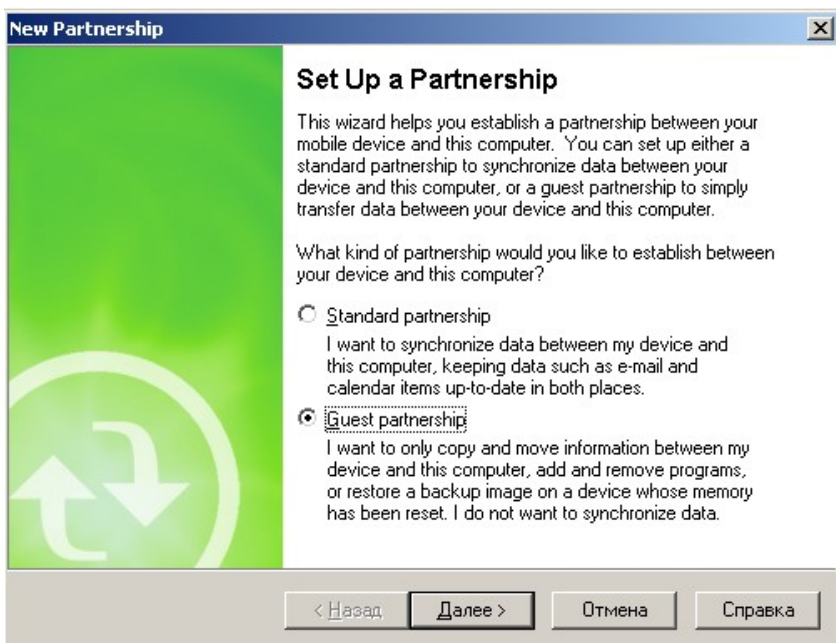 New Partnership
Set Up a Partnership
This wizard helps you establish a partnership between your
mobile device and this computer. You can set up either a
standard partnership to synchronize data between your
device and this computer, or a guest partnership to simply
transfer data between your device and this computer.
What kind of partnership would you like to establish between
your device and this computer?
Standard partnership
I want to synchronize data between my device and
this computer, keeping data such as e-mail and
calendar items up-to-date in both places.
Guest partnership
I want to only copy and move information between my
device and this computer, add and remove programs,
or restore a backup image on a device whose memory
has been reset. I do not want to synchronize data.
< Назад Далее > Отмена Справка